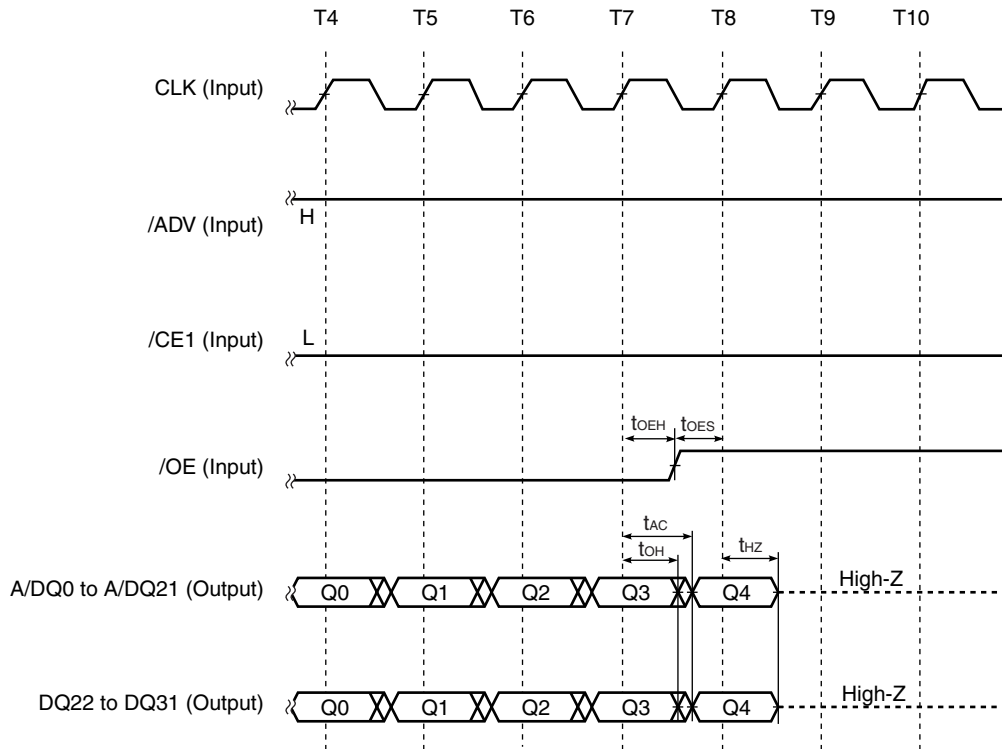 T4 T5 T6 T7 T8 T9 T10
CLK (Input)
/ADV (Input) H
/CE1 (Input) L
tOEH tOES
/OE (Input)
tAC
tOH tHZ
A/DQ0 to A/DQ21 (Output) Q0 Q1 Q2 Q3 Q4 High-Z
DQ22 to DQ31 (Output) Q0 Q1 Q2 Q3 Q4 High-Z